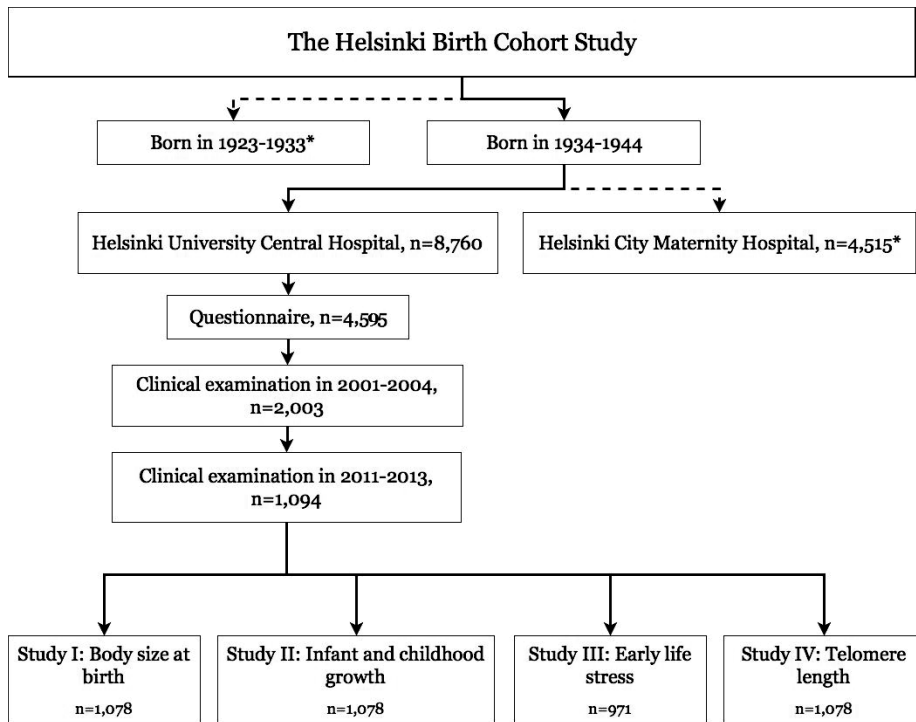 The Helsinki Birth Cohort Study
Born in 1923-1933*
Born in 1934-1944
Helsinki University Central Hospital, n=8,760
Helsinki City Maternity Hospital, n=4,515*
Questionnaire, n=4,595
Clinical examination in 2001-2004,
n=2,003
Clinical examination in 2011-2013,
n=1,094
Study I: Body size at
birth
n=1,078
Study II: Infant and childhood
growth
n=1,078
Study III: Early life
stress
n=971
Study IV: Telomere
length
n=1,078